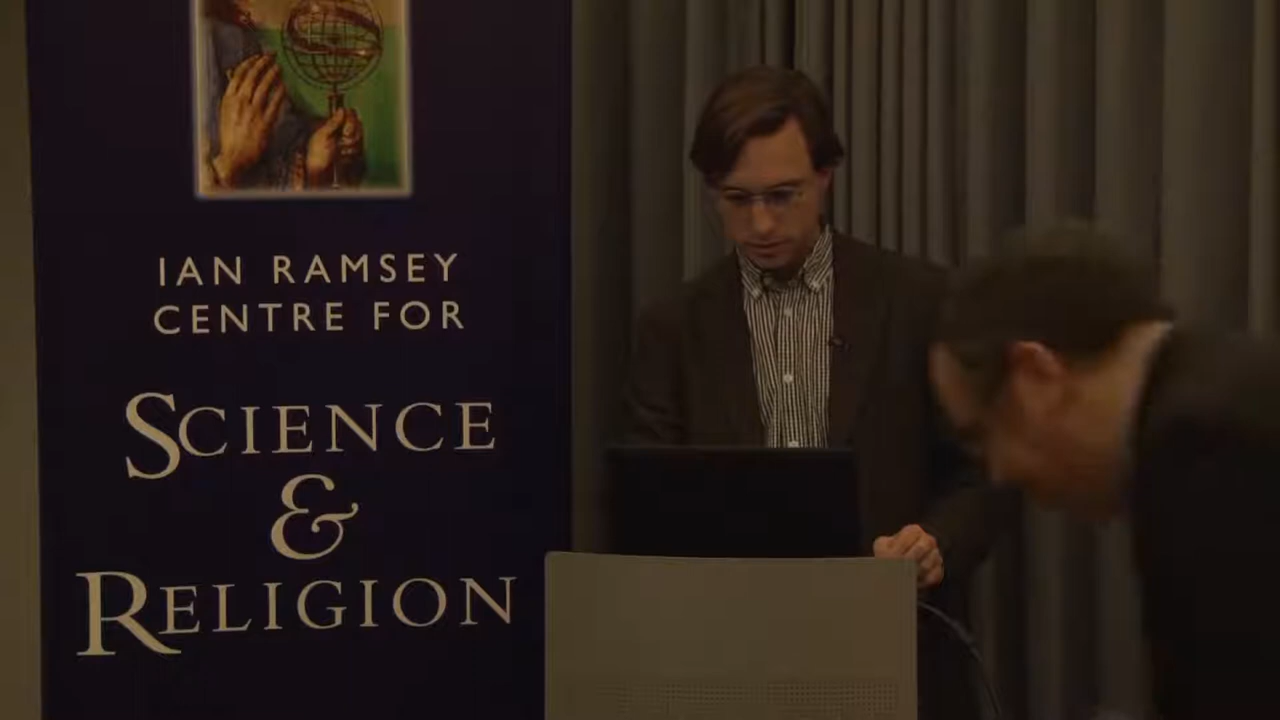 IAN RAMSEY
CENTRE FOR
SCIENCE
&
RELIGION